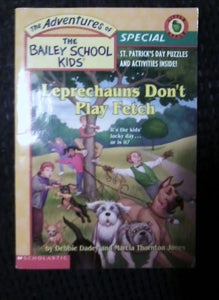 The Adventures of
THE
BAILEY SCHOOL
KIDS
SPECIAL
ST. PATRICK'S DAY PUZZLES
AND ACTIVITIES INSIDE!
Leprechauns Don't
Play Fetch
It's the kids'
lucky day...
or is it?
by Debbie Dadey and Marcia Thornton Jones
SCHOLASTIC